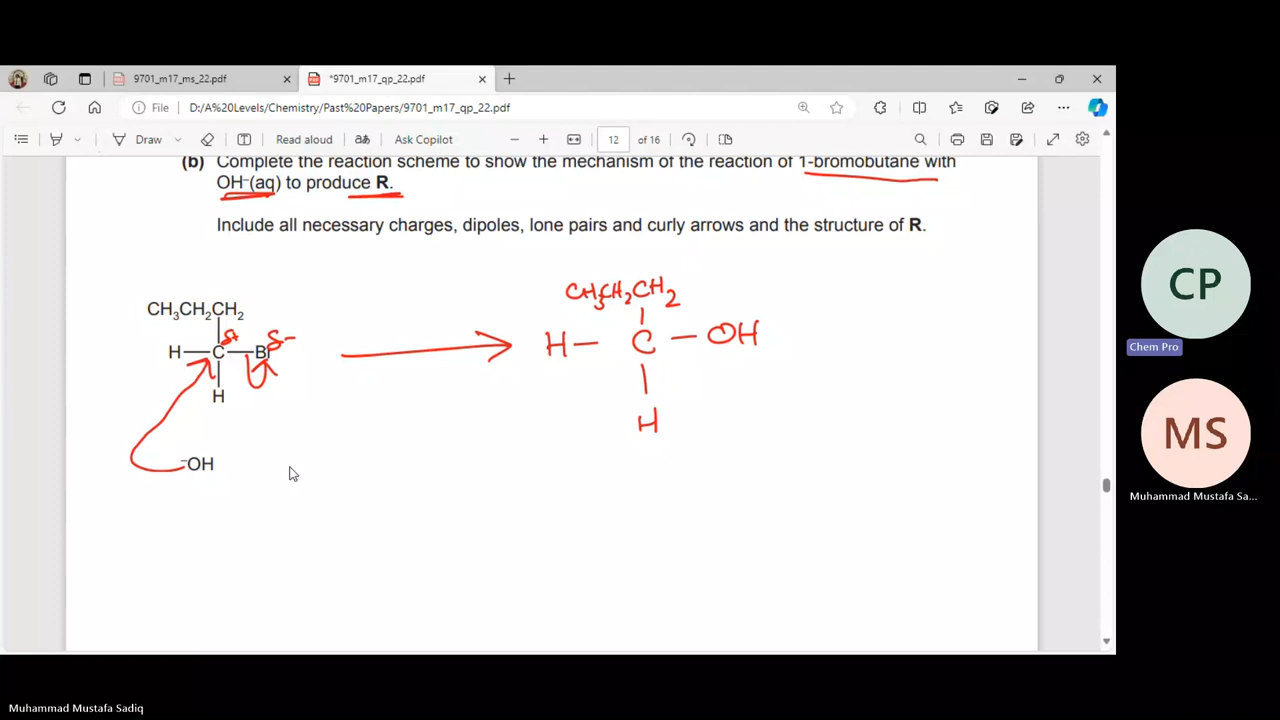 9701_m17_ms_22.pdf
*9701_m17_qp_22.pdf
File
D:/A%20Levels/Chemistry/Past%20Papers/9701_m17_qp_22.pdf
Draw
Read aloud
Ask Copilot
12 of 16
(b) Complete the reaction scheme to show the mechanism of the reaction of 1-bromobutane with
OH⁻(aq) to produce R.
Include all necessary charges, dipoles, lone pairs and curly arrows and the structure of R.
CH₃CH₂CH₂
H C δ+ Br δ−
H
⁻OH
CH₃CH₂CH₂
H – C – OH
H
CP
Chem Pro
MS
Muhammad Mustafa Sa...
Muhammad Mustafa Sadiq